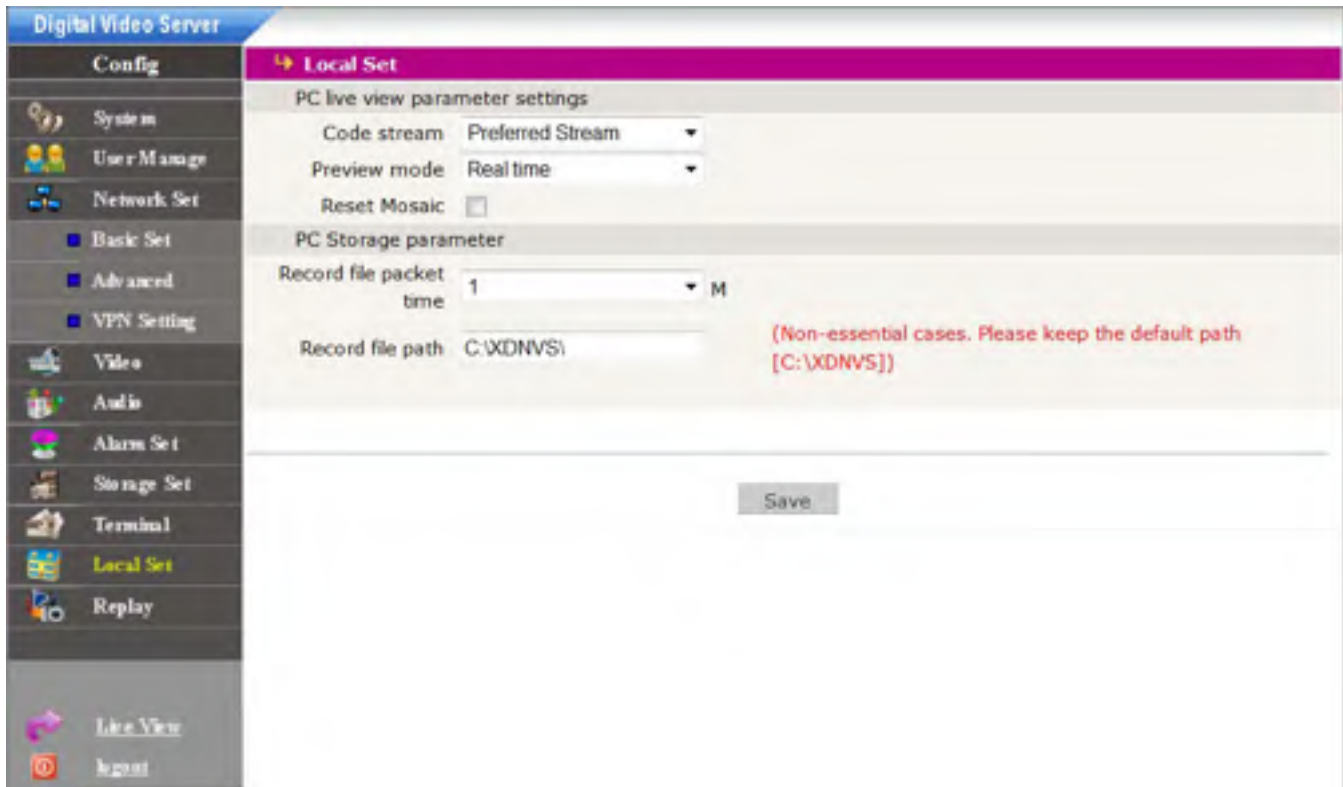 Digital Video Server
Config
System
User Manage
Network Set
Basic Set
Advanced
VPN Setting
Video
Audio
Alarm Set
Storage Set
Terminal
Local Set
Replay
Live View
logout
Local Set
PC live view parameter settings
Code stream Preferred Stream
Preview mode Real time
Reset Mosaic
PC Storage parameter
Record file packet
time 1 M
Record file path C:\XDNVS\
(Non-essential cases. Please keep the default path
[C:\XDNVS])
Save